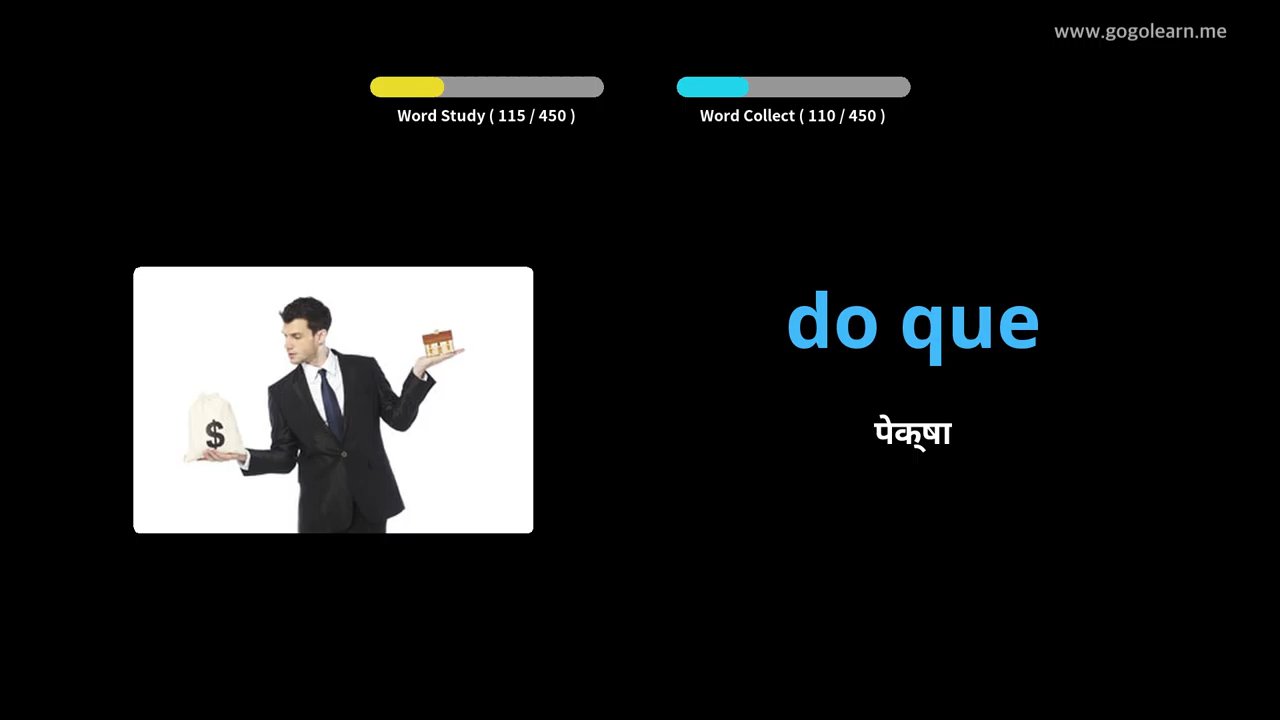 www.gogolearn.me
Word Study ( 115 / 450 )
Word Collect ( 110 / 450 )
$
do que
पेक्‌षा